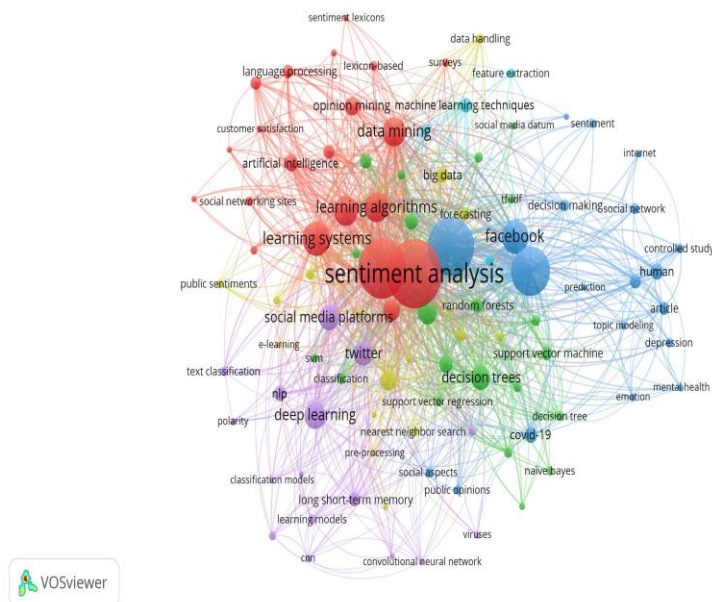 sentiment lexicons
data handling
language processing
lexicon-based
surveys
feature extraction
opinion mining
machine learning techniques
customer satisfaction
data mining
social media datum
sentiment
internet
artificial intelligence
big data
tfidf
social networking sites
learning algorithms
forecasting
decision making
social network
learning systems
facebook
controlled study
sentiment analysis
human
public sentiments
prediction
social media platforms
random forests
article
topic modeling
e-learning
twitter
support vector machine
depression
text classification
svm
classification
decision trees
mental health
nlp
support vector regression
emotion
polarity
deep learning
decision tree
nearest neighbor search
covid-19
pre-processing
naïve bayes
classification models
social aspects
long short-term memory
public opinions
learning models
viruses
cnn
convolutional neural network
VOSviewer